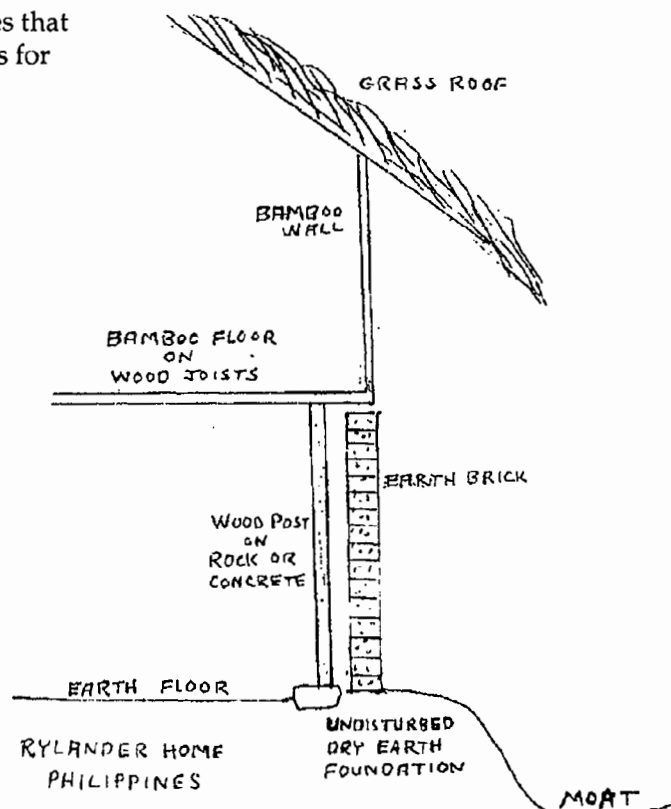 es that
s for
GRASS ROOF
BAMBOO
WALL
BAMBOO FLOOR
ON
WOOD JOISTS
EARTH BRICK
WOOD POST
ON
ROCK OR
CONCRETE
EARTH FLOOR
UNDISTURBED
DRY EARTH
FOUNDATION
RYLANDER HOME
PHILIPPINES
MOAT